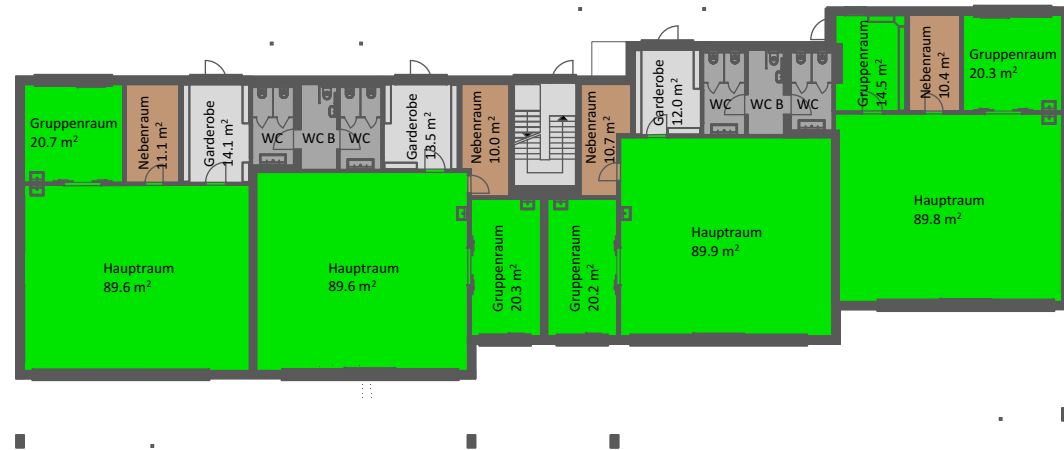 Gruppenraum
20.7 m²
Nebenraum
11.1 m²
Garderobe
14.1 m²
WC
WC B
WC
Garderobe
13.5 m²
Nebenraum
10.0 m²
Nebenraum
10.7 m²
Garderobe
12.0 m²
WC
WC B
WC
Gruppenraum
14.5 m²
Nebenraum
10.4 m²
Gruppenraum
20.3 m²
Hauptraum
89.6 m²
Hauptraum
89.6 m²
Gruppenraum
20.3 m²
Gruppenraum
20.2 m²
Hauptraum
89.9 m²
Hauptraum
89.8 m²